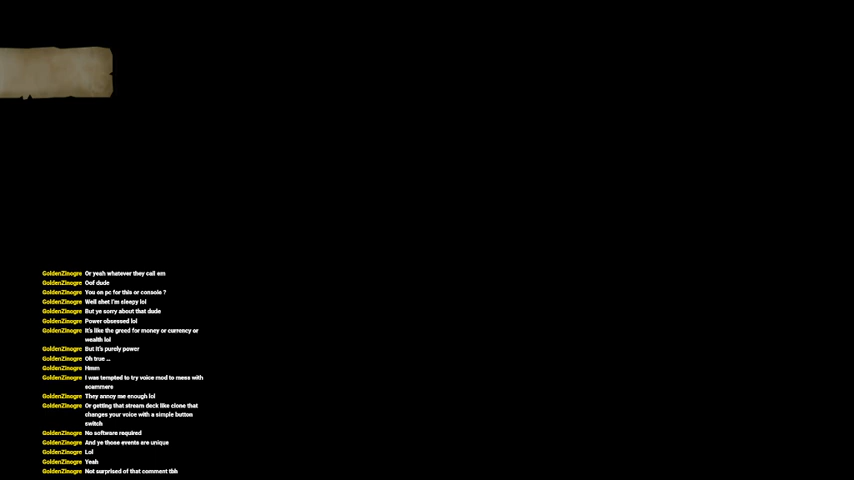 GoldenZinogre Or yeah whatever they call em
GoldenZinogre Oof dude
GoldenZinogre You on pc for this or console ?
GoldenZinogre Well shet I'm sleepy lol
GoldenZinogre But ye sorry about that dude
GoldenZinogre Power obsessed lol
GoldenZinogre It's like the greed for money or currency or
wealth lol
GoldenZinogre But it's purely power
GoldenZinogre Oh true ...
GoldenZinogre Hmm
GoldenZinogre I was tempted to try voice mod to mess with
scammers
GoldenZinogre They annoy me enough lol
GoldenZinogre Or getting that stream deck like clone that
changes your voice with a simple button
switch
GoldenZinogre No software required
GoldenZinogre And ye those events are unique
GoldenZinogre Lol
GoldenZinogre Yeah
GoldenZinogre Not surprised of that comment tbh